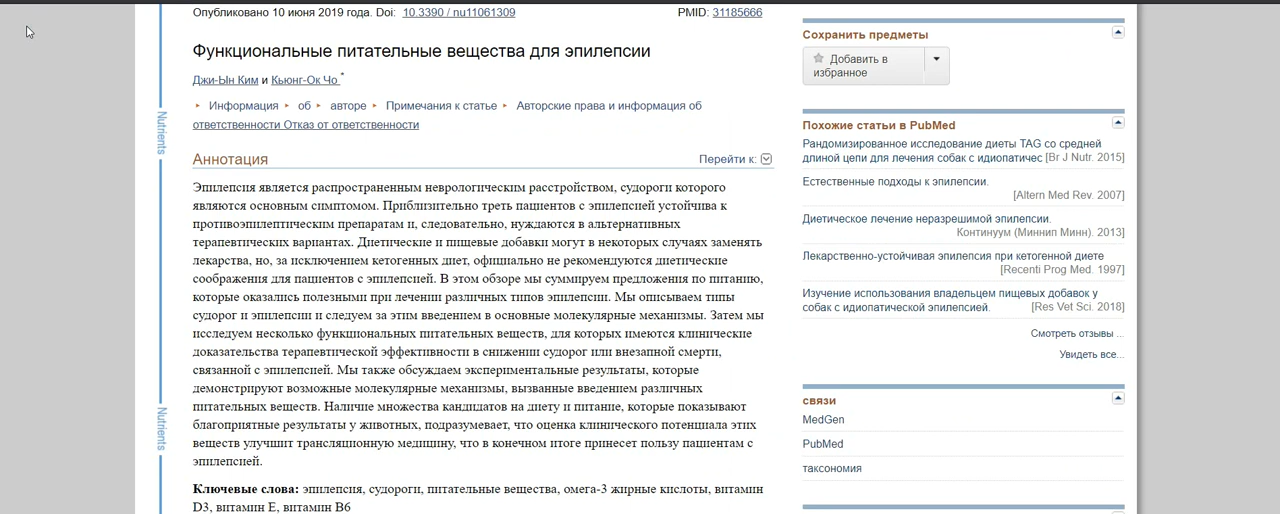 Опубликовано 10 июня 2019 года. Doi: 10.3390 / nu11061309
PMID: 31185666
Функциональные питательные вещества для эпилепсии
Джи-Ын Ким и Кьюнг-Ок Чо *
Информация об авторе Примечания к статье Авторские права и информация об
ответственности Отказ от ответственности
Nutrients
Nutrients
Аннотация
Перейти к:
Эпилепсия является распространенным неврологическим расстройством, судороги которого
являются основным симптомом. Приблизительно треть пациентов с эпилепсией устойчива к
противоэпилептическим препаратам и, следовательно, нуждаются в альтернативных
терапевтических вариантах. Диетические и пищевые добавки могут в некоторых случаях заменять
лекарства, но, за исключением кетогенных диет, официально не рекомендуются диетические
соображения для пациентов с эпилепсией. В этом обзоре мы суммируем предложения по питанию,
которые оказались полезными при лечении различных типов эпилепсии. Мы описываем типы
судорог и эпилепсии и следуем за этим введением в основные молекулярные механизмы. Затем мы
исследуем несколько функциональных питательных веществ, для которых имеются клинические
доказательства терапевтической эффективности в снижении судорог или внезапной смерти,
связанной с эпилепсией. Мы также обсуждаем экспериментальные результаты, которые
демонстрируют возможные молекулярные механизмы, вызванные введением различных
питательных веществ. Наличие множества кандидатов на диету и питание, которые показывают
благоприятные результаты у животных, подразумевает, что оценка клинического потенциала этих
веществ улучшит трансляционную медицину, что в конечном итоге принесет пользу пациентам с
эпилепсией.
Ключевые слова: эпилепсия, судороги, питательные вещества, омега-3 жирные кислоты, витамин
D3, витамин Е, витамин В6
Сохранить предметы
Добавить в
избранное
Похожие статьи в PubMed
Рандомизированное исследование диеты TAG со средней
длиной цепи для лечения собак с идиопатичес [Br J Nutr. 2015]
Естественные подходы к эпилепсии.
[Altern Med Rev. 2007]
Диетическое лечение неразрешимой эпилепсии.
Континуум (Миннип Минн). 2013]
Лекарственно-устойчивая эпилепсия при кетогенной диете
[Recenti Prog Med. 1997]
Изучение использования владельцем пищевых добавок у
собак с идиопатической эпилепсией. [Res Vet Sci. 2018]
Смотреть отзывы ...
Увидеть все...
связи
MedGen
PubMed
таксономия